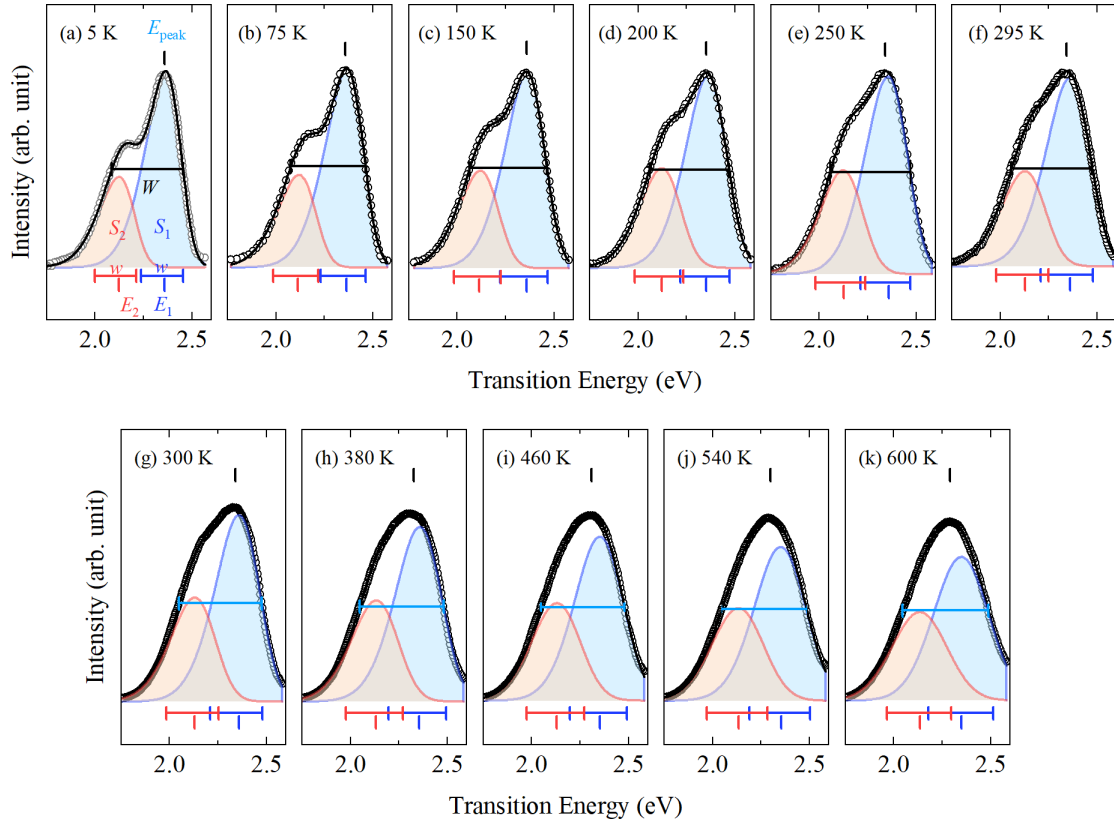 (a) 5 K
E_peak
(b) 75 K
(c) 150 K
(d) 200 K
(e) 250 K
(f) 295 K
Intensity (arb. unit)
W
S_2
S_1
w
w
E_2
E_1
2.0
2.5
2.0
2.5
2.0
2.5
2.0
2.5
2.0
2.5
2.0
2.5
Transition Energy (eV)
(g) 300 K
(h) 380 K
(i) 460 K
(j) 540 K
(k) 600 K
Intensity (arb. unit)
2.0
2.5
2.0
2.5
2.0
2.5
2.0
2.5
2.0
2.5
Transition Energy (eV)